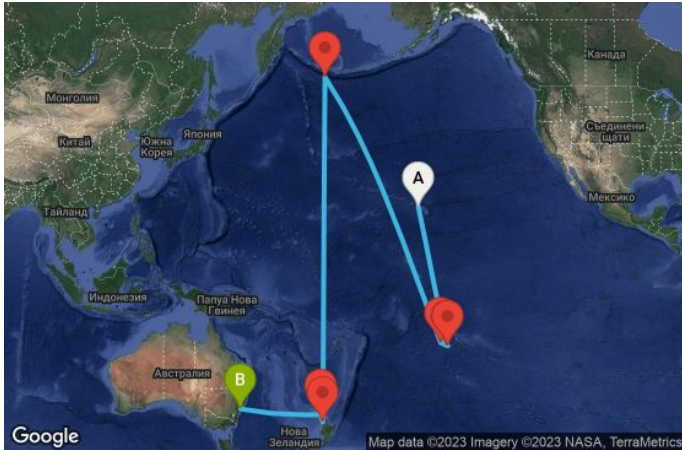 Канада
Монголия
Съединени
щати
Китай
Южна
Корея
Япония
A
Мексико
Тайланд
Индонезия
Папуа Нова
Гвинея
Австралия
B
Нова
Зеландия
Google
Map data ©2023 Imagery ©2023 NASA, TerraMetrics